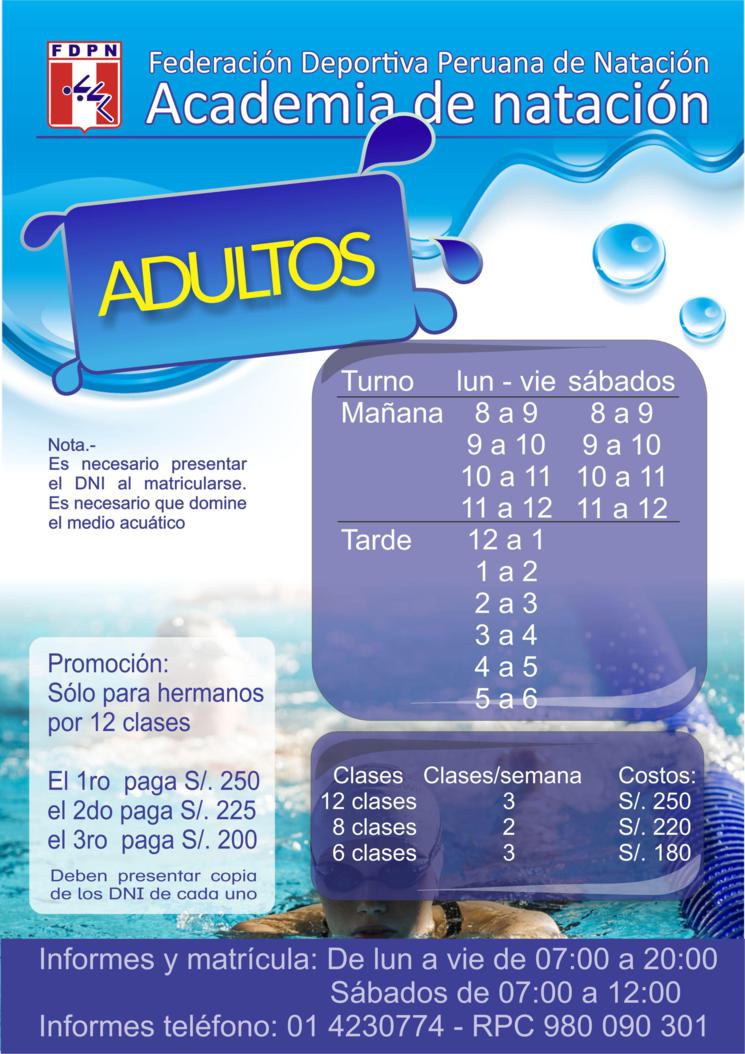 FDPN
Federación Deportiva Peruana de Natación
Academia de natación
ADULTOS
Nota.-
Es necesario presentar
el DNI al matricularse.
Es necesario que domine
el medio acuático
Turno lun - vie sábados
Mañana 8 a 9 8 a 9
9 a 10 9 a 10
10 a 11 10 a 11
11 a 12 11 a 12
Tarde 12 a 1
1 a 2
2 a 3
3 a 4
4 a 5
5 a 6
Promoción:
Sólo para hermanos
por 12 clases
El 1ro paga S/. 250
el 2do paga S/. 225
el 3ro paga S/. 200
Deben presentar copia
de los DNI de cada uno
Clases Clases/semana Costos:
12 clases 3 S/. 250
8 clases 2 S/. 220
6 clases 3 S/. 180
Informes y matrícula: De lun a vie de 07:00 a 20:00
Sábados de 07:00 a 12:00
Informes teléfono: 01 4230774 - RPC 980 090 301